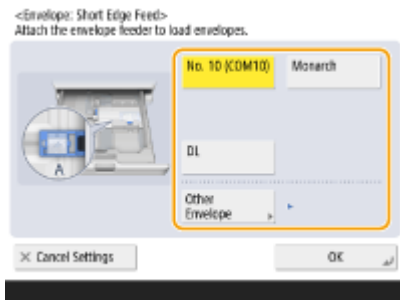 <Envelope: Short Edge Feed>
Attach the envelope feeder to load envelopes.
No. 10 (COM10)
Monarch
A
DL
Other
Envelope
× Cancel Settings
OK